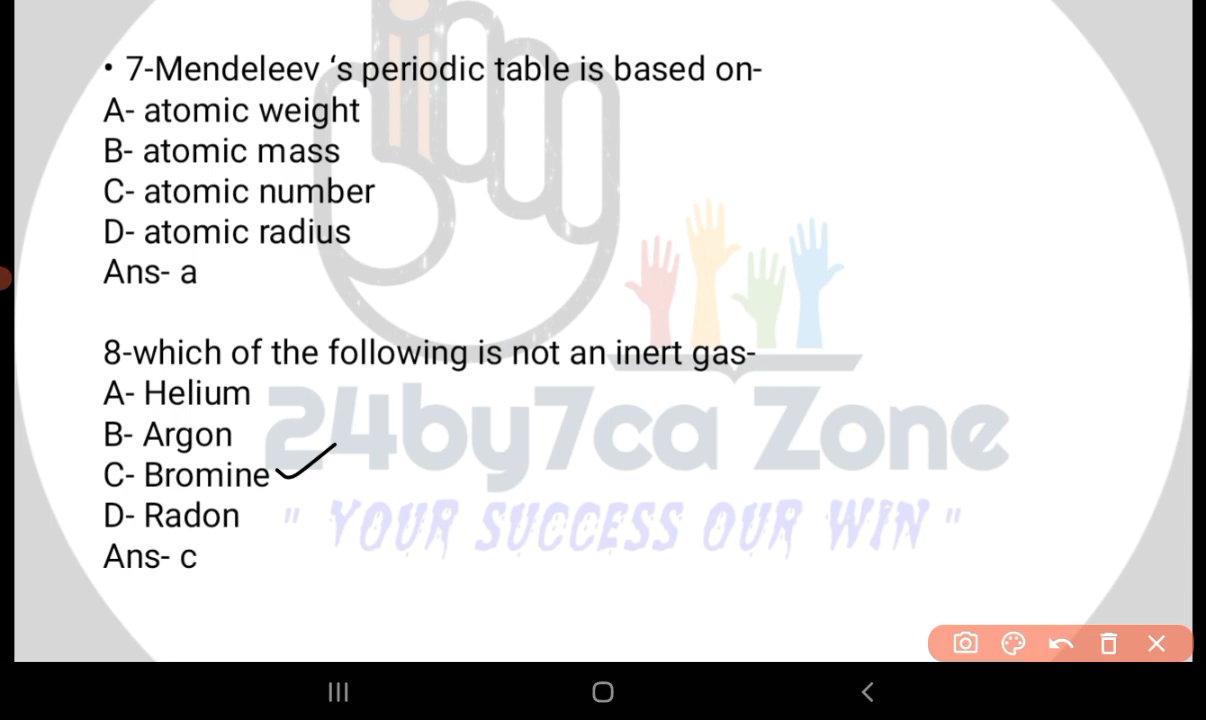 • 7-Mendeleev ‘s periodic table is based on-
A- atomic weight
B- atomic mass
C- atomic number
D- atomic radius
Ans- a
8-which of the following is not an inert gas-
A- Helium
B- Argon
C- Bromine
D- Radon
Ans- c
24by7ca Zone
" YOUR SUCCESS OUR WIN "